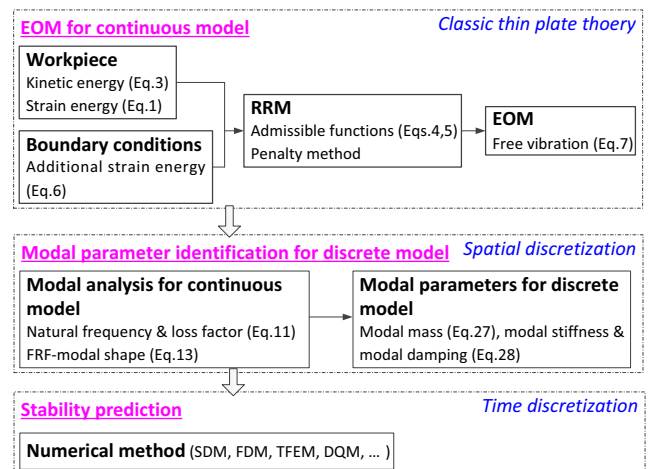 EOM for continuous model
Classic thin plate thoery
Workpiece
Kinetic energy (Eq.3)
Strain energy (Eq.1)
Boundary conditions
Additional strain energy
(Eq.6)
RRM
Admissible functions (Eqs.4,5)
Penalty method
EOM
Free vibration (Eq.7)
Modal parameter identification for discrete model
Spatial discretization
Modal analysis for continuous
model
Natural frequency & loss factor (Eq.11)
FRF-modal shape (Eq.13)
Modal parameters for discrete
model
Modal mass (Eq.27), modal stiffness &
modal damping (Eq.28)
Stability prediction
Time discretization
Numerical method (SDM, FDM, TFEM, DQM, ... )